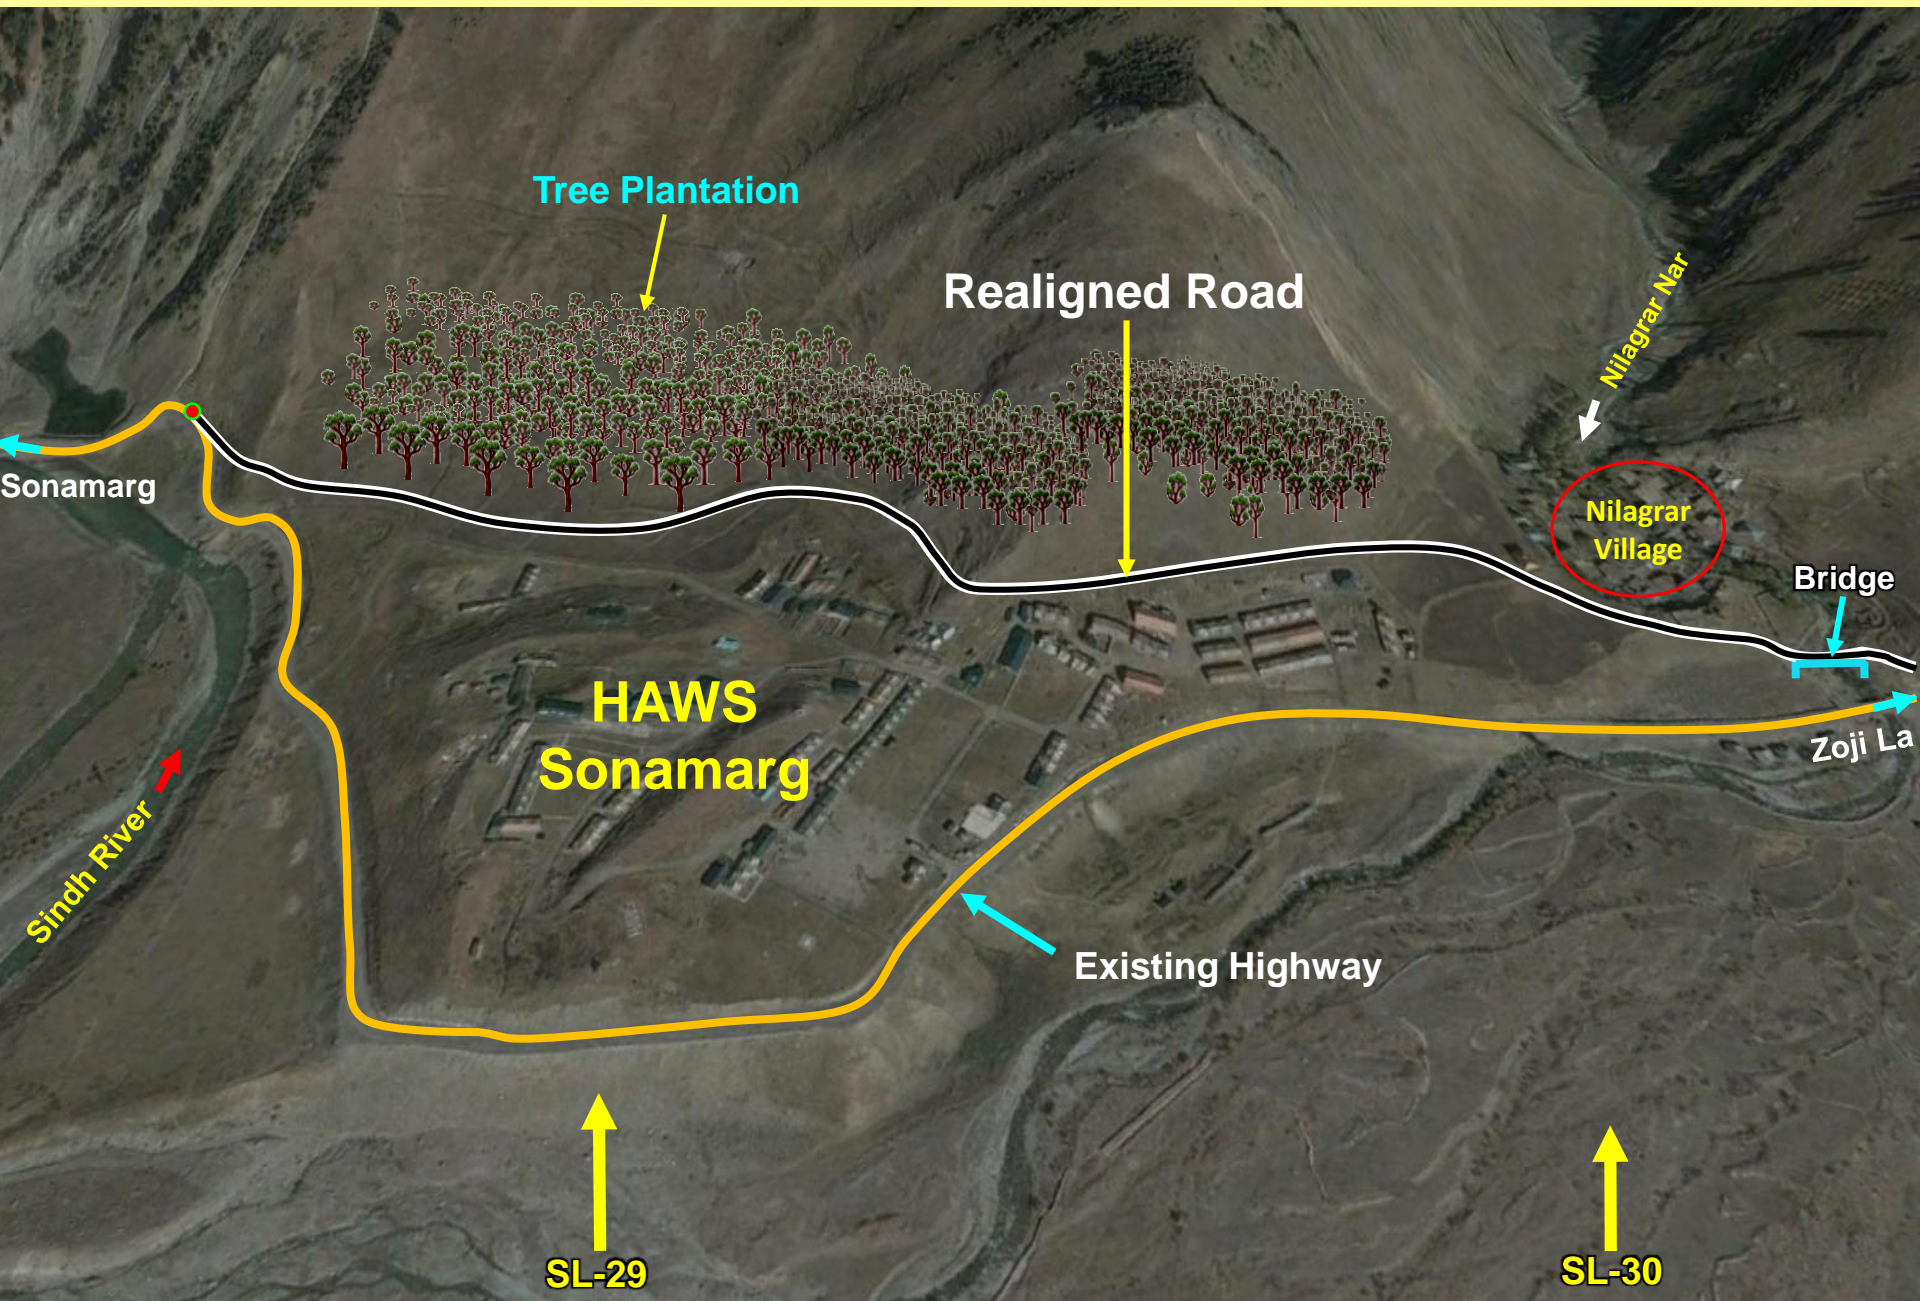 Tree Plantation
Realigned Road
Nilagrar Nar
Sonamarg
Nilagrar
Village
Bridge
HAWS
Sonamarg
Zoji La
Sindh River
Existing Highway
SL-29
SL-30